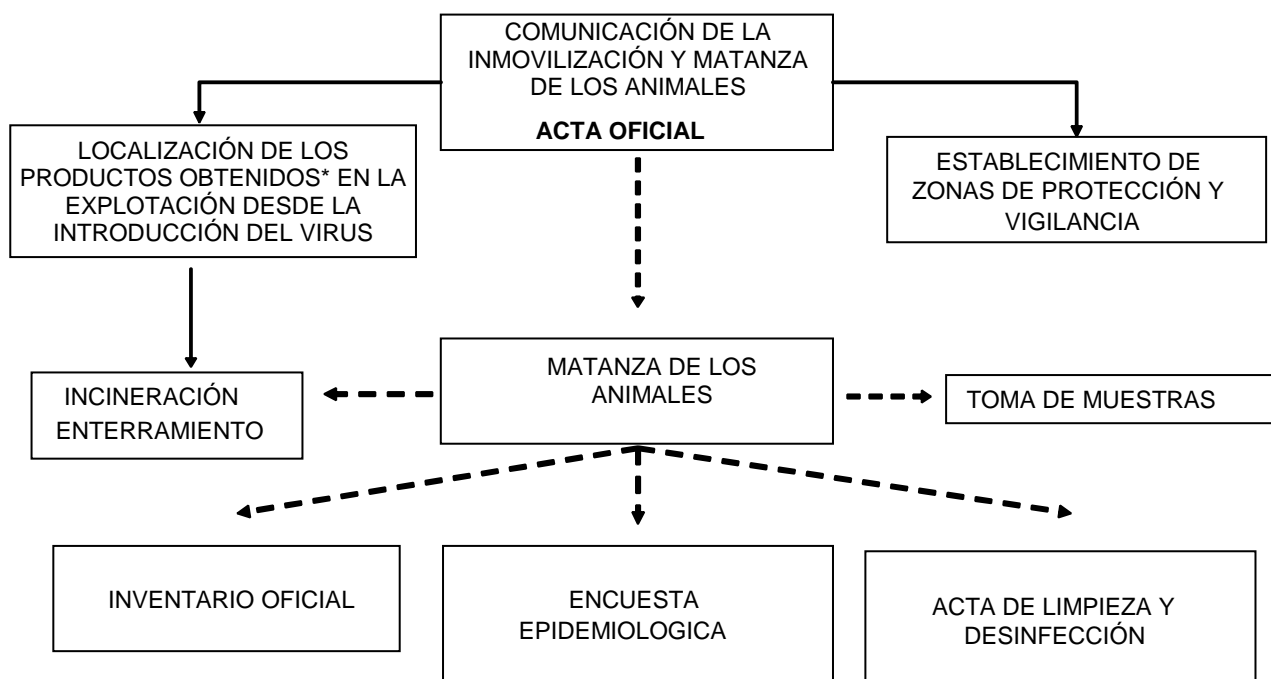 COMUNICACIÓN DE LA
INMOVILIZACIÓN Y MATANZA
DE LOS ANIMALES
ACTA OFICIAL
LOCALIZACIÓN DE LOS
PRODUCTOS OBTENIDOS* EN LA
EXPLOTACIÓN DESDE LA
INTRODUCCIÓN DEL VIRUS
ESTABLECIMIENTO DE
ZONAS DE PROTECCIÓN Y
VIGILANCIA
MATANZA DE LOS
ANIMALES
INCINERACIÓN
ENTERRAMIENTO
TOMA DE MUESTRAS
INVENTARIO OFICIAL
ENCUESTA
EPIDEMIOLOGICA
ACTA DE LIMPIEZA Y
DESINFECCIÓN